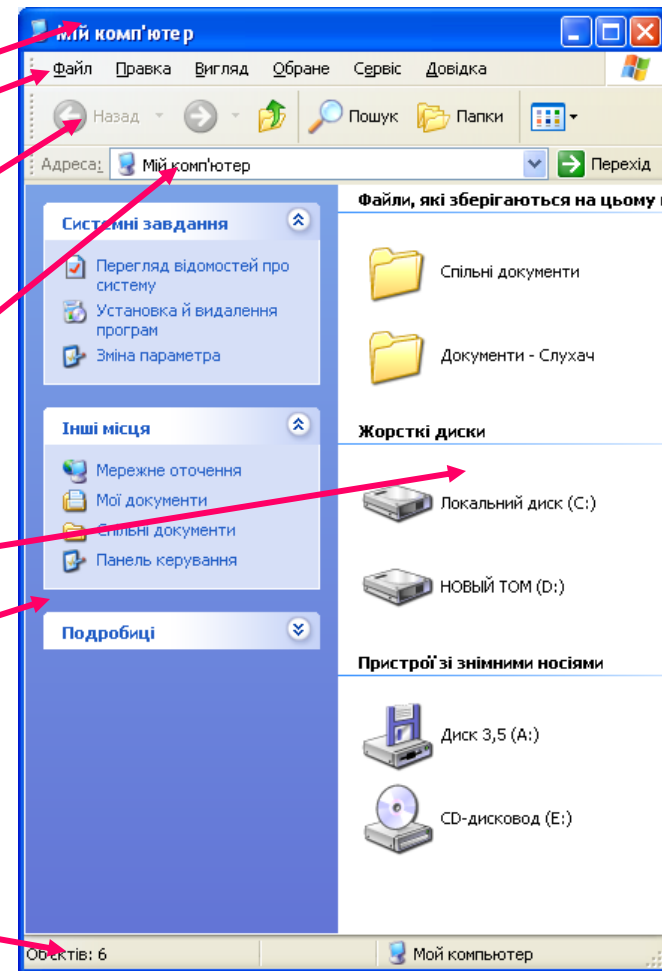 Мій комп'ютер
Файл Правка Вигляд Обране Сервіс Довідка
Назад Пошук Папки
Адреса: Мій комп'ютер Перехід
Системні завдання
Перегляд відомостей про
систему
Установка й видалення
програм
Зміна параметра
Інші місця
Мережне оточення
Мої документи
Спільні документи
Панель керування
Подробиці
Файли, які зберігаються на цьому
Спільні документи
Документи - Слухач
Жорсткі диски
Локальний диск (C:)
НОВЫЙ ТОМ (D:)
Пристрої зі знімними носіями
Диск 3,5 (A:)
CD-дисковод (E:)
Об'єктів: 6 Мой компьютер